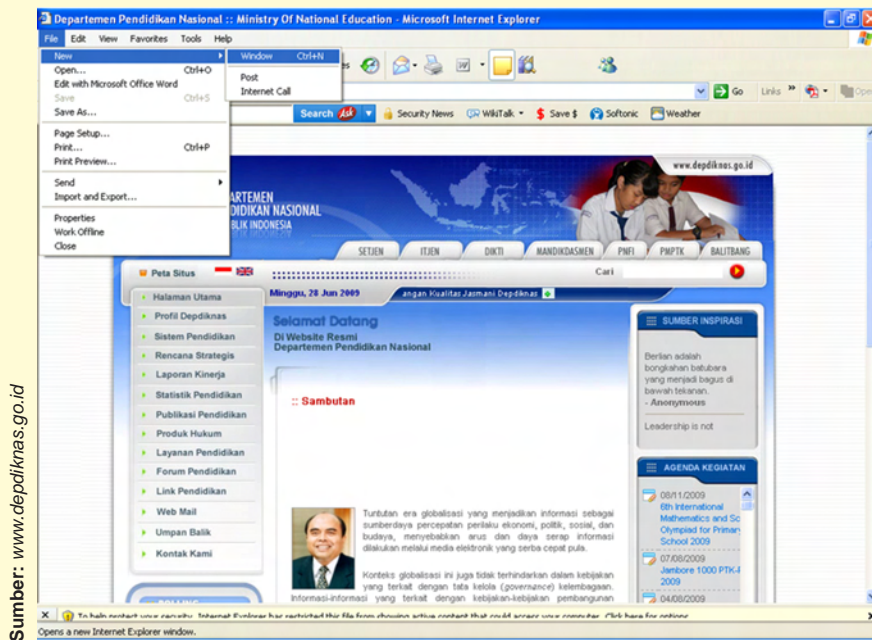 Departemen Pendidikan Nasional :: Ministry Of National Education - Microsoft Internet Explorer
File Edit View Favorites Tools Help
New
Window Ctrl+N
Post
Internet Call
Open... Ctrl+O
Edit with Microsoft Office Word
Save Ctrl+S
Save As...
Page Setup...
Print... Ctrl+P
Print Preview...
Send
Import and Export...
Properties
Work Offline
Close
Go Links
Search Ask Security News WikiTalk Save $ Softonic Weather
www.depdiknas.go.id
NASIONAL
INDONESIA
SETJEN ITJEN DIKTI MANDIKDASMEN PNFI PMPTK BALITBANG
Peta Situs
Cari
Minggu, 28 Jun 2009 angan Kualitas Jasmani Depdiknas
Halaman Utama
Profil Depdiknas
Sistem Pendidikan
Rencana Strategis
Laporan Kinerja
Statistik Pendidikan
Publikasi Pendidikan
Produk Hukum
Layanan Pendidikan
Forum Pendidikan
Link Pendidikan
Web Mail
Umpan Balik
Kontak Kami
Selamat Datang
Di Website Resmi
Departemen Pendidikan Nasional
:: Sambutan
Tuntutan era globalisasi yang menjadikan informasi sebagai
sumberdaya percepatan perilaku ekonomi, politik, sosial, dan
budaya, menyebabkan arus dan daya serap informasi
dilakukan melalui media elektronik yang serba cepat pula.
Konteks globalisasi ini juga tidak terhindarkan dalam kebijakan
yang terkait dengan tata kelola (governance) kelembagaan.
Informasi-informasi yang terkait dengan kebijakan-kebijakan pembangunan
SUMBER INSPIRASI
Berlian adalah
bongkahan batubara
yang menjadi bagus di
bawah tekanan.
- Anonymous
Leadership is not
AGENDA KEGIATAN
08/11/2009
6th International
Mathematics and Sc
Olympiad for Primary
School 2009
07/08/2009
Jambore 1000 PTK-
2009
04/08/2009
To help protect your security, Internet Explorer has restricted this file from showing active content that could access your computer. Click here for options
Opens a new Internet Explorer window.
Sumber: www.depdiknas.go.id